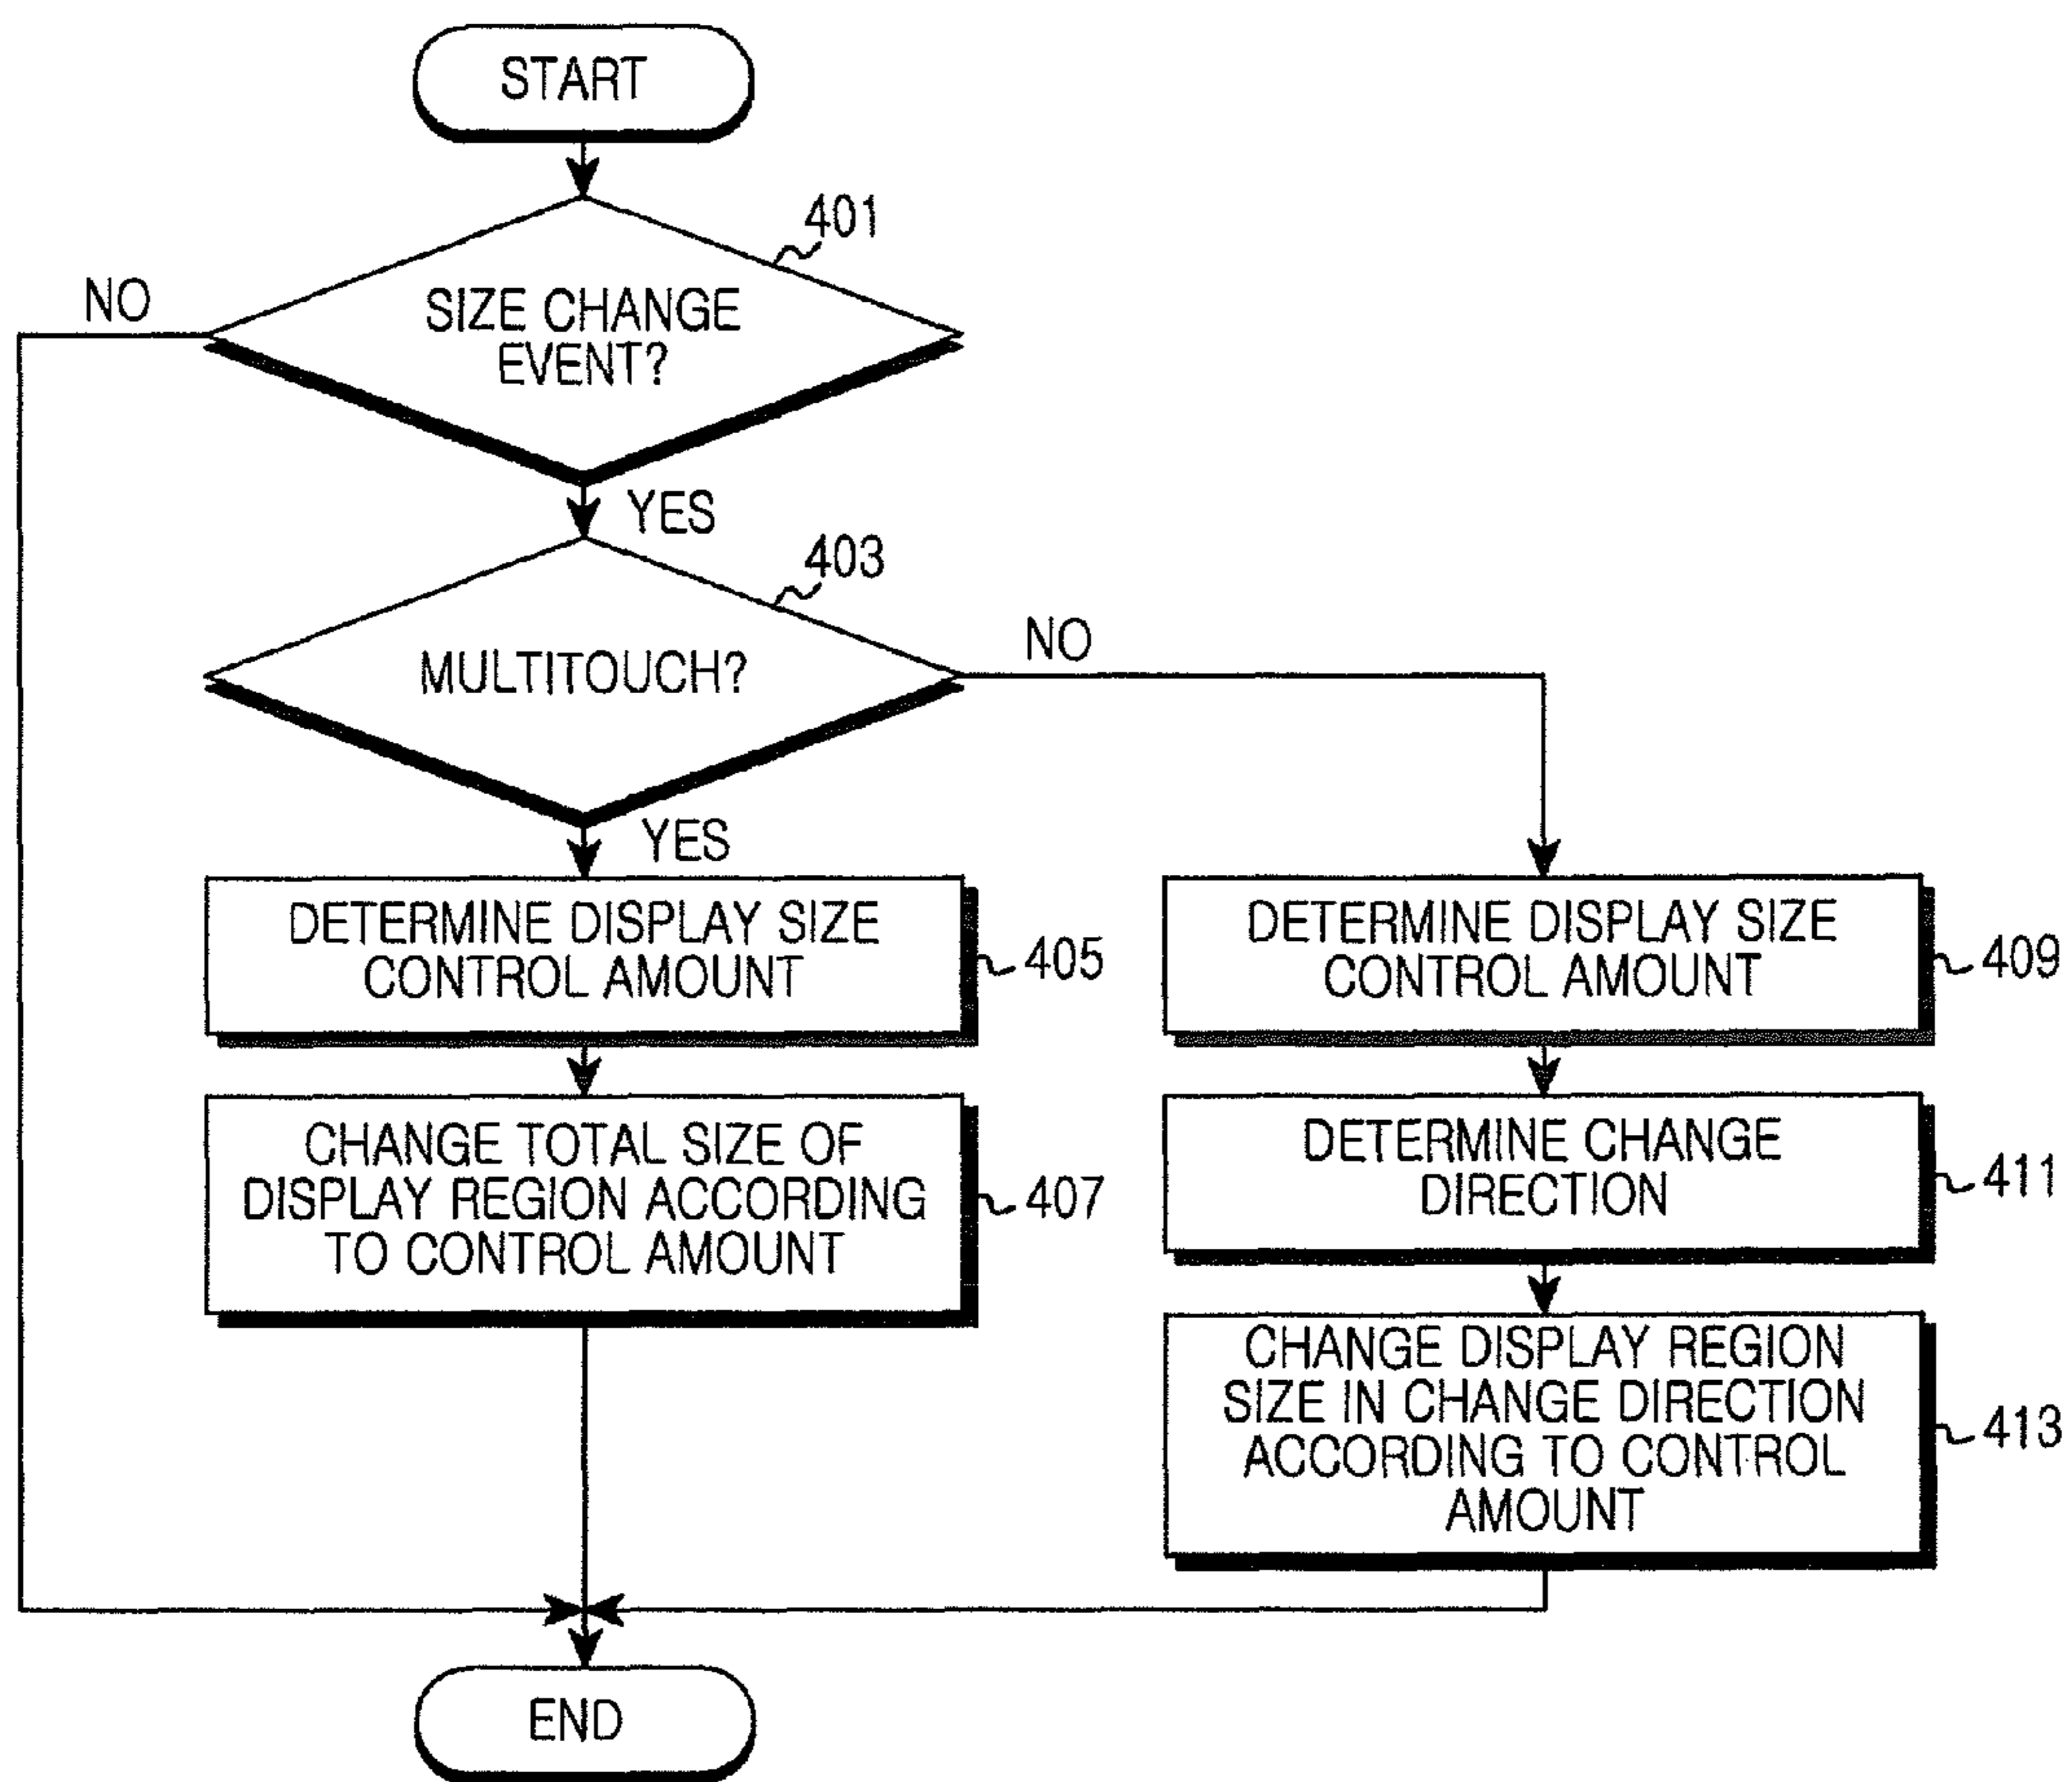 START
401
NO
SIZE CHANGE
EVENT?
YES
403
NO
MULTITOUCH?
YES
DETERMINE DISPLAY SIZE
CONTROL AMOUNT
405
DETERMINE DISPLAY SIZE
CONTROL AMOUNT
409
CHANGE TOTAL SIZE OF
DISPLAY REGION ACCORDING
TO CONTROL AMOUNT
407
DETERMINE CHANGE
DIRECTION
411
CHANGE DISPLAY REGION
SIZE IN CHANGE DIRECTION
ACCORDING TO CONTROL
AMOUNT
413
END